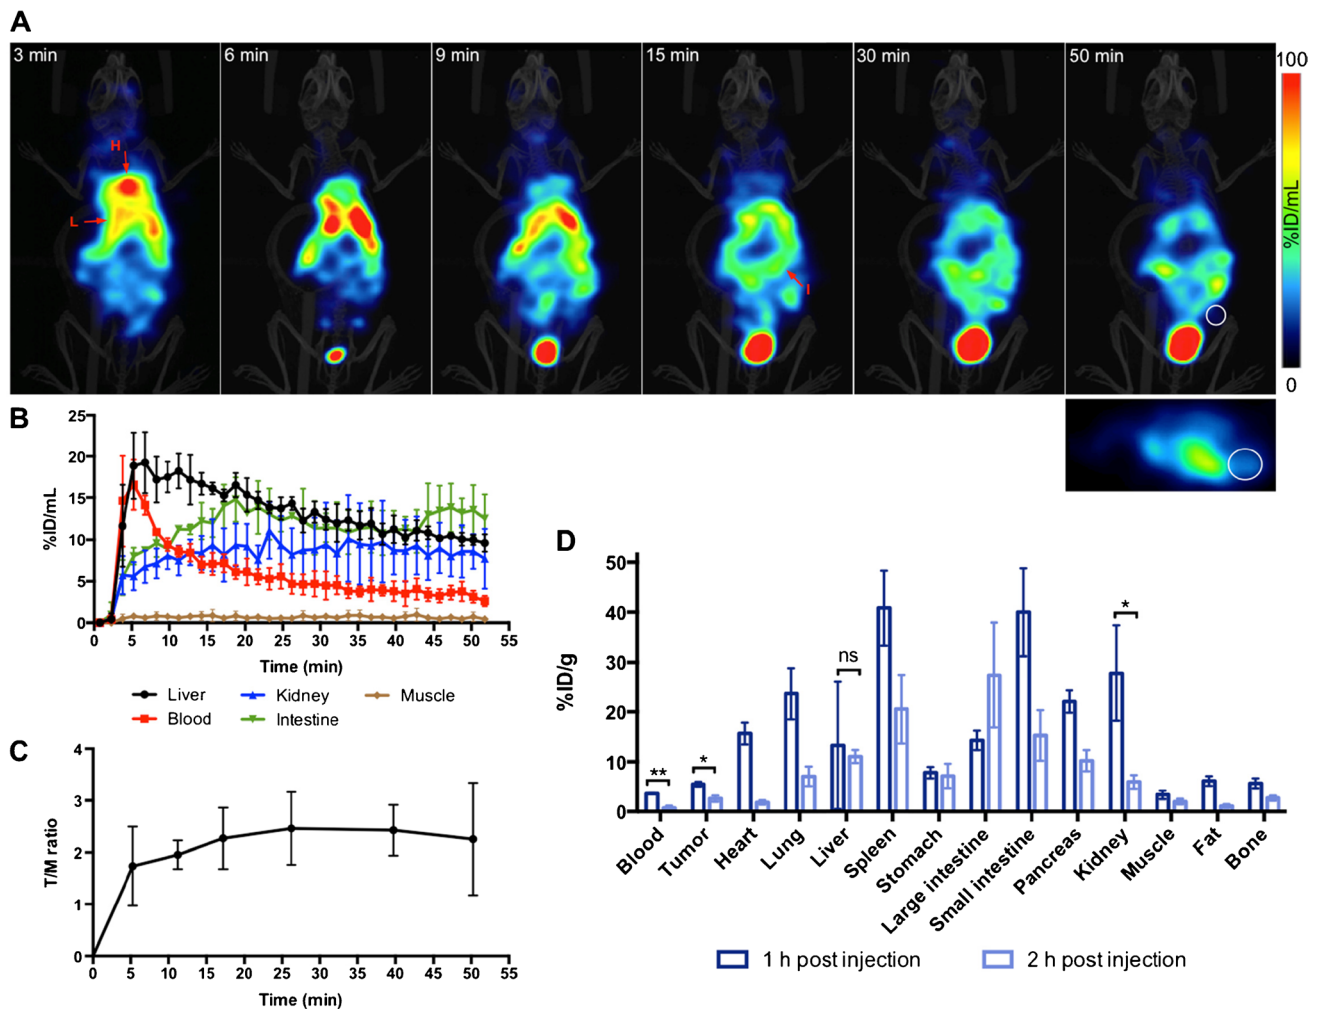 A
3 min
6 min
9 min
15 min
30 min
50 min
100
H
L
I
%ID/mL
0
B
25
20
15
10
5
0
%ID/mL
0 5 10 15 20 25 30 35 40 45 50 55
Time (min)
Liver
Kidney
Muscle
Blood
Intestine
C
4
3
2
1
0
T/M ratio
0 5 10 15 20 25 30 35 40 45 50 55
Time (min)
D
50
40
30
20
10
0
%ID/g
**
*
ns
*
Blood
Tumor
Heart
Lung
Liver
Spleen
Stomach
Large intestine
Small intestine
Pancreas
Kidney
Muscle
Fat
Bone
1 h post injection
2 h post injection